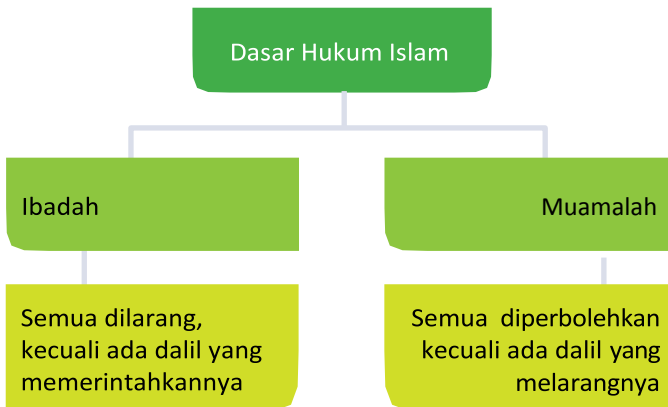 Dasar Hukum Islam
Ibadah
Muamalah
Semua dilarang,
kecuali ada dalil yang
memerintahkannya
Semua diperbolehkan
kecuali ada dalil yang
melarangnya